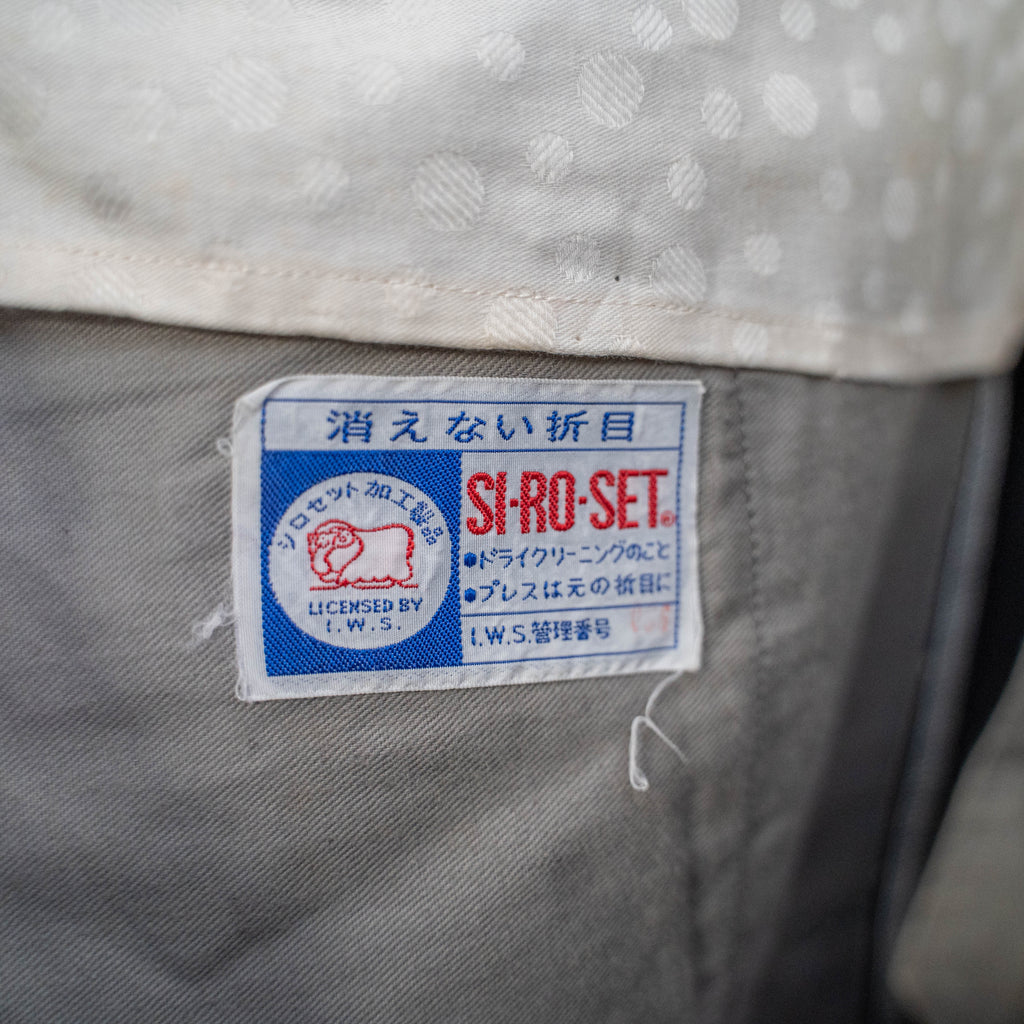 消えない折目
シロセット加工製品
LICENSED BY
I.W.S.
SI-RO-SET®
●ドライクリーニングのこと
●プレスは元の折目に
I.W.S.管理番号